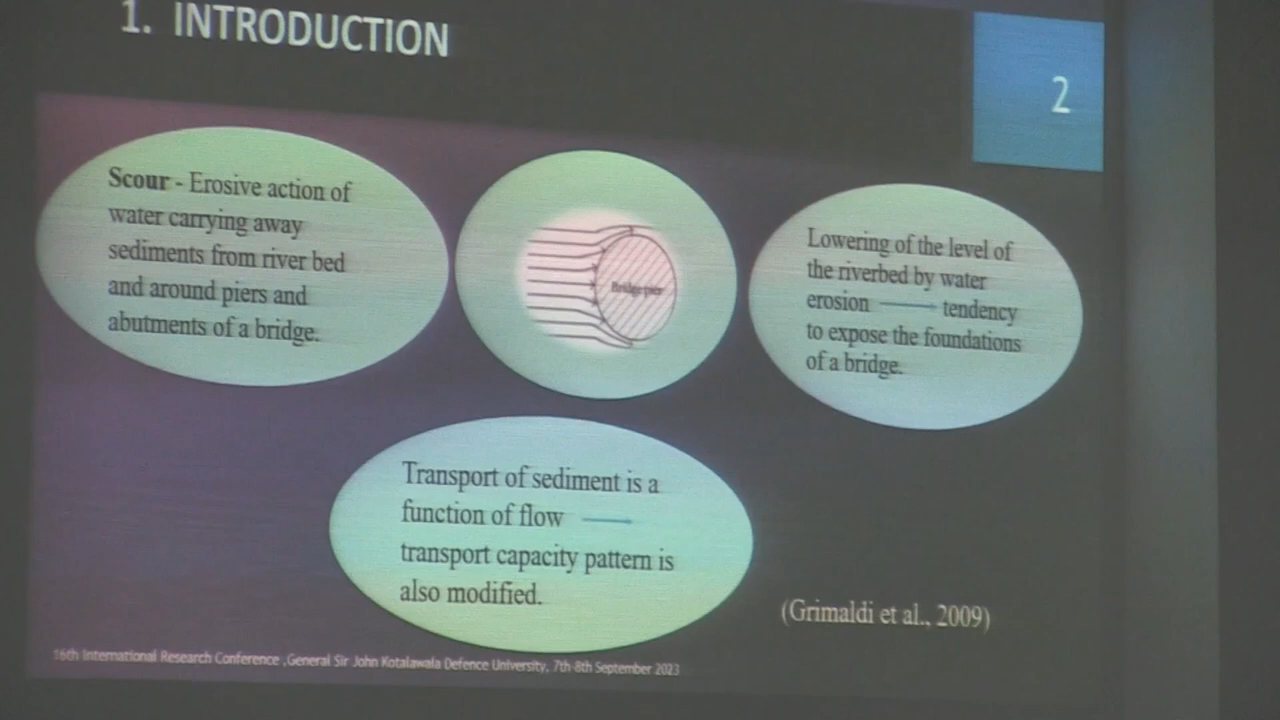 1. INTRODUCTION
2
Scour - Erosive action of
water carrying away
sediments from river bed
and around piers and
abutments of a bridge.
Bridge pier
Lowering of the level of
the riverbed by water
erosion tendency
to expose the foundations
of a bridge.
Transport of sediment is a
function of flow
transport capacity pattern is
also modified.
(Grimaldi et al., 2009)
16th International Research Conference ,General Sir John Kotalawala Defence University, 7th-8th September 2023